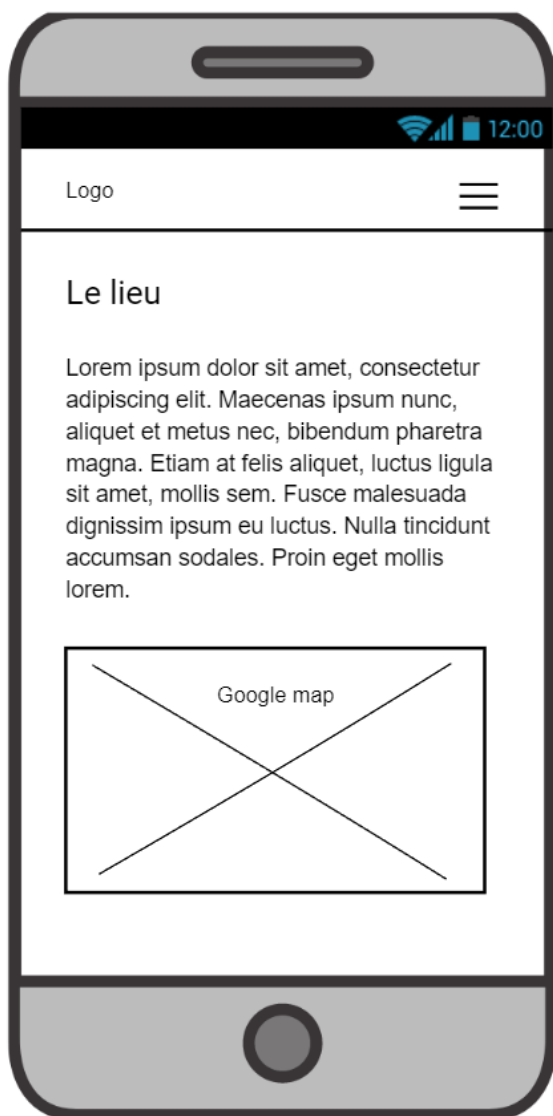 12:00
Logo
Le lieu
Lorem ipsum dolor sit amet, consectetur
adipiscing elit. Maecenas ipsum nunc,
aliquet et metus nec, bibendum pharetra
magna. Etiam at felis aliquet, luctus ligula
sit amet, mollis sem. Fusce malesuada
dignissim ipsum eu luctus. Nulla tincidunt
accumsan sodales. Proin eget mollis
lorem.
Google map